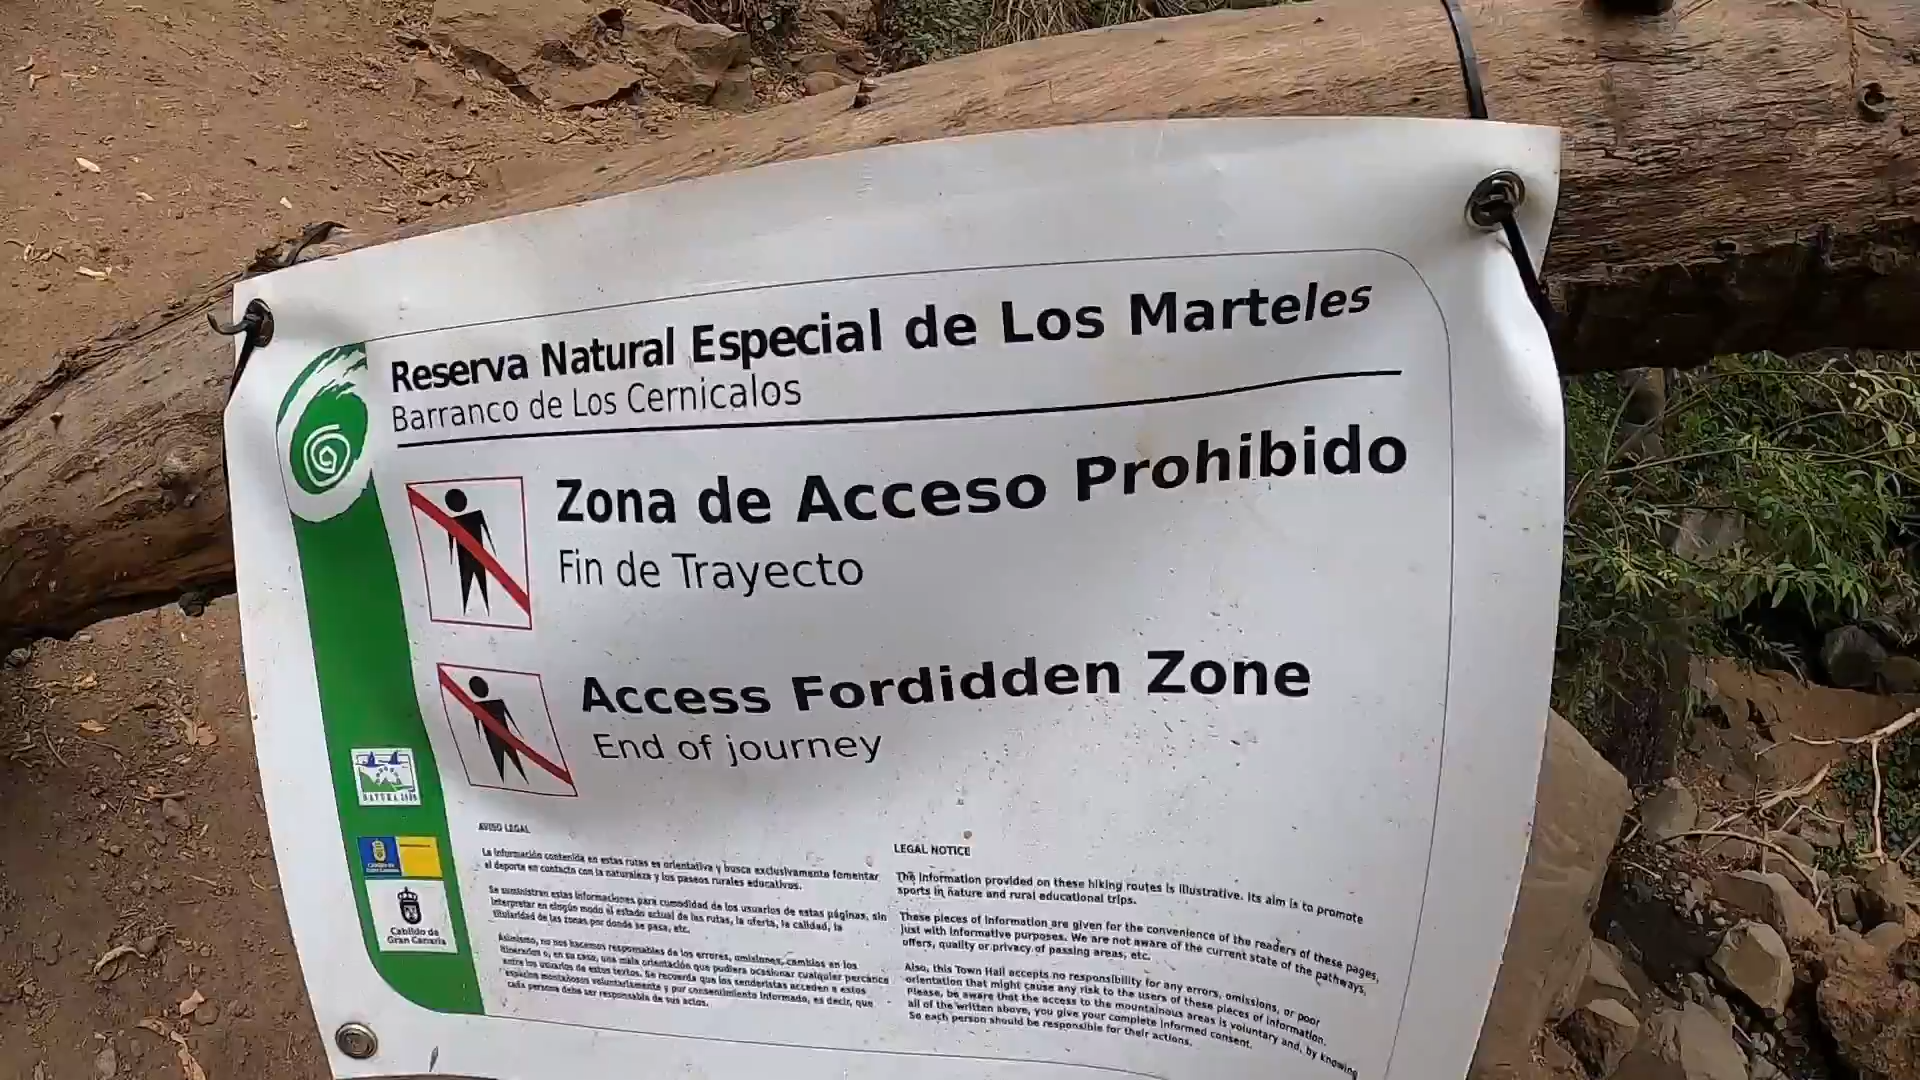 Reserva Natural Especial de Los Marteles
Barranco de Los Cernicalos
Zona de Acceso Prohibido
Fin de Trayecto
Access Fordidden Zone
End of journey
NATURA 2000
Cabildo de
Gran Canaria
AVISO LEGAL
La información contenida en estas rutas es orientativa y busca exclusivamente fomentar
el deporte en contacto con la naturaleza y los paseos rurales educativos.
Se suministran estas informaciones para comodidad de los usuarios de estas páginas, sin
interpretar en ningún modo el estado actual de las rutas, la oferta, la calidad, la
titularidad de las zonas por donde se pasa, etc.
Asimismo, no nos hacemos responsables de los errores, omisiones, cambios en los
itinerarios o, en su caso, una mala orientación que pudiera ocasionar cualquier percance
entre los usuarios de estos textos. Se recuerda que los senderistas acceden a estos
espacios montañosos voluntariamente y por consentimiento informado, es decir, que
cada persona debe ser responsable de sus actos.
LEGAL NOTICE
The information provided on these hiking routes is illustrative. Its aim is to promote
sports in nature and rural educational trips.
These pieces of information are given for the convenience of the readers of these pages,
just with informative purposes. We are not aware of the current state of the pathways,
offers, quality or privacy of passing areas, etc.
Also, this Town Hall accepts no responsibility for any errors, omissions, or poor
orientation that might cause any risk to the users of these pieces of information.
Please, be aware that the access to the mountainous areas is voluntary and, by knowing
all of the written above, you give your complete informed consent.
So each person should be responsible for their actions.